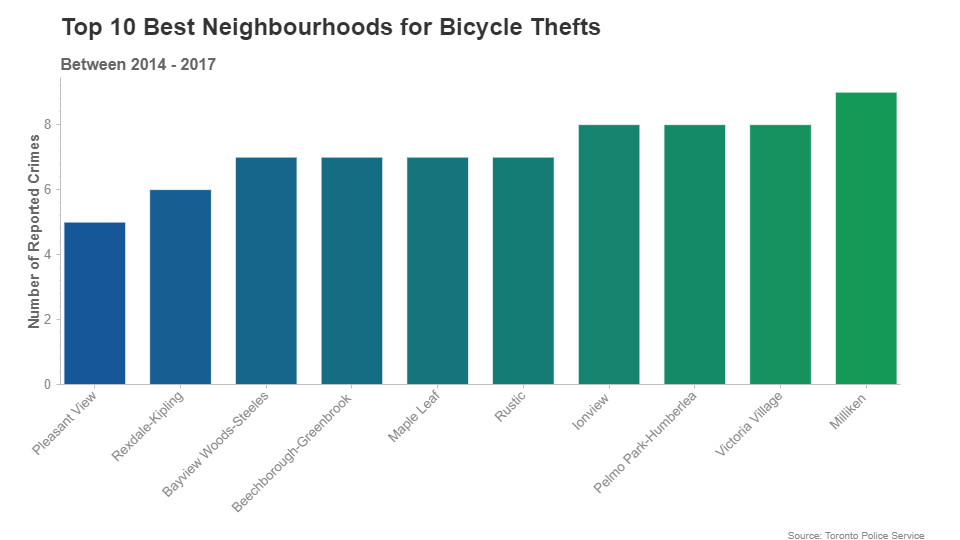 Top 10 Best Neighbourhoods for Bicycle Thefts
Between 2014 - 2017
Number of Reported Crimes
8
6
4
2
0
Pleasant View
Rexdale-Kipling
Bayview Woods-Steeles
Beechborough-Greenbrook
Maple Leaf
Rustic
Ionview
Pelmo Park-Humberlea
Victoria Village
Milliken
Source: Toronto Police Service